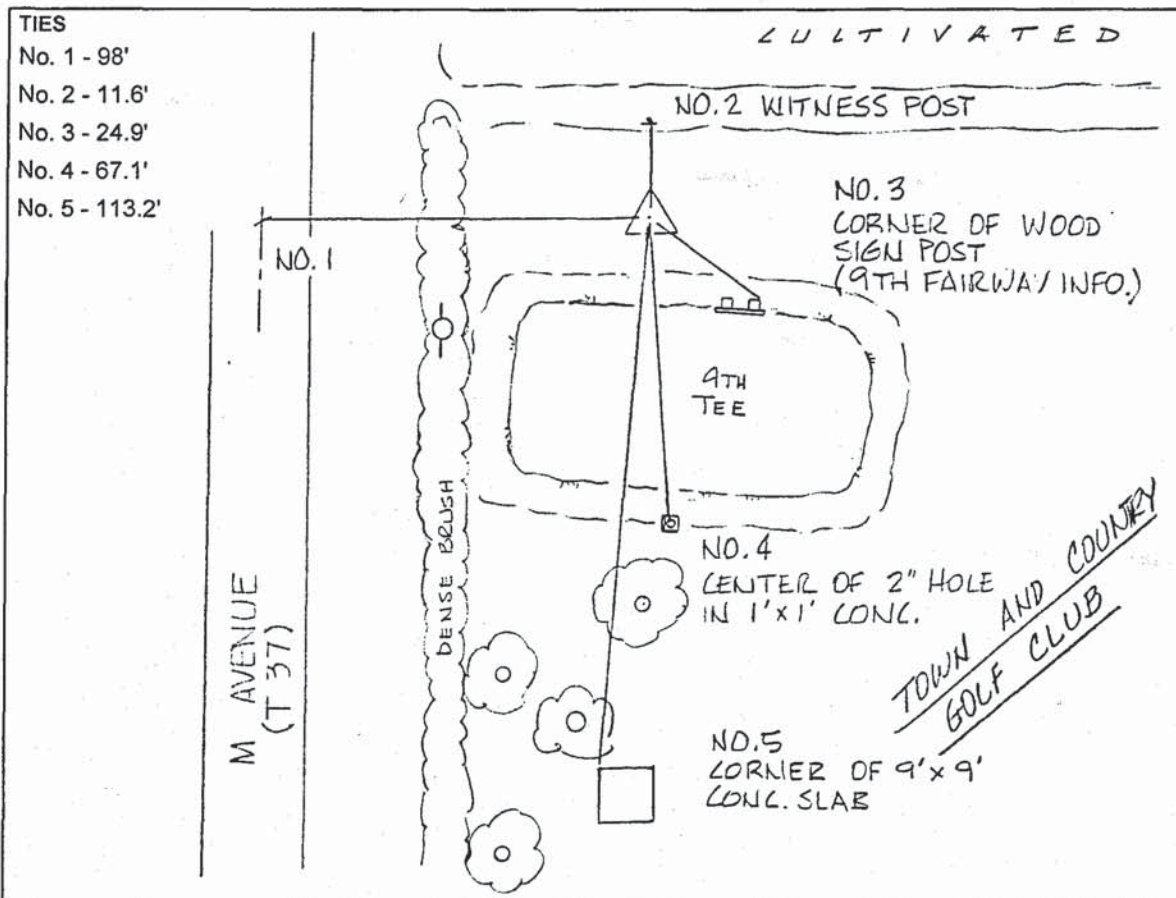 TIES
No. 1 - 98'
No. 2 - 11.6'
No. 3 - 24.9'
No. 4 - 67.1'
No. 5 - 113.2'
CULTIVATED
NO.2 WITNESS POST
NO. 1
NO. 3
CORNER OF WOOD
SIGN POST
(9TH FAIRWAY INFO.)
9TH
TEE
DENSE BRUSH
M AVENUE
(T 37)
NO.4
CENTER OF 2" HOLE
IN 1'x1' CONC.
TOWN AND COUNTRY
GOLF CLUB
NO.5
CORNER OF 9'x9'
CONC. SLAB